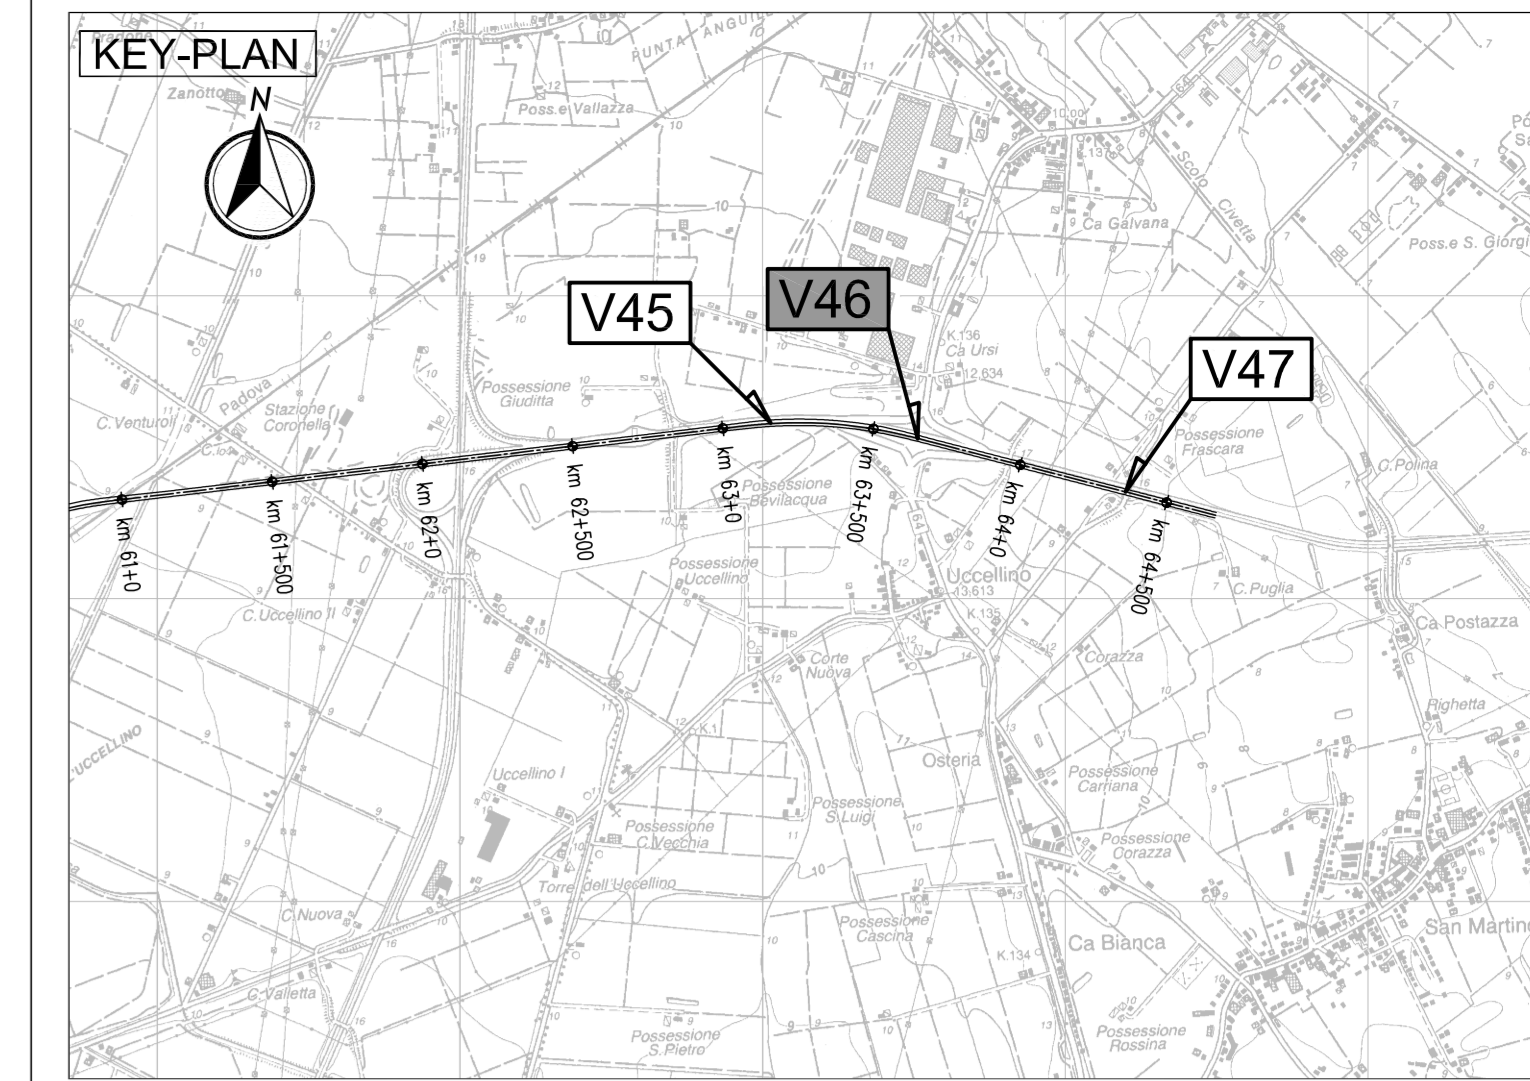 Pradone
KEY-PLAN
Zanotto
N
PUNTA ANGUIL
Poss.e Vallazza
Scolo
Civetta
Ca Galvana
Poss.e S. Giorgi
V45
V46
V47
K.136
Ca Ursi
12.634
Padova
Possessione
Giuditta
Stazione
Coronella
C.Venturoli
Possessione
Frascara
C.Polina
Possessione
Bevilacqua
km 61+0
km 61+500
km 62+0
km 62+500
km 63+0
km 63+500
km 64+0
km 64+500
Possessione
Uccellino
Uccellino
13.613
C.Puglia
C.Uccellino II
K.135
Ca Postazza
Corte
Nuova
Corazza
Righetta
'UCCELLINO
K.1
Osteria
Uccellino I
Possessione
Carriana
Possessione
S.Luigi
Possessione
C.Vecchia
Possessione
Corazza
Torre dell'Uccellino
C.Nuova
Possessione
Cascina
Ca Bianca
San Martino
K.134
C.Valletta
Possessione
S.Pietro
Possessione
Rossina